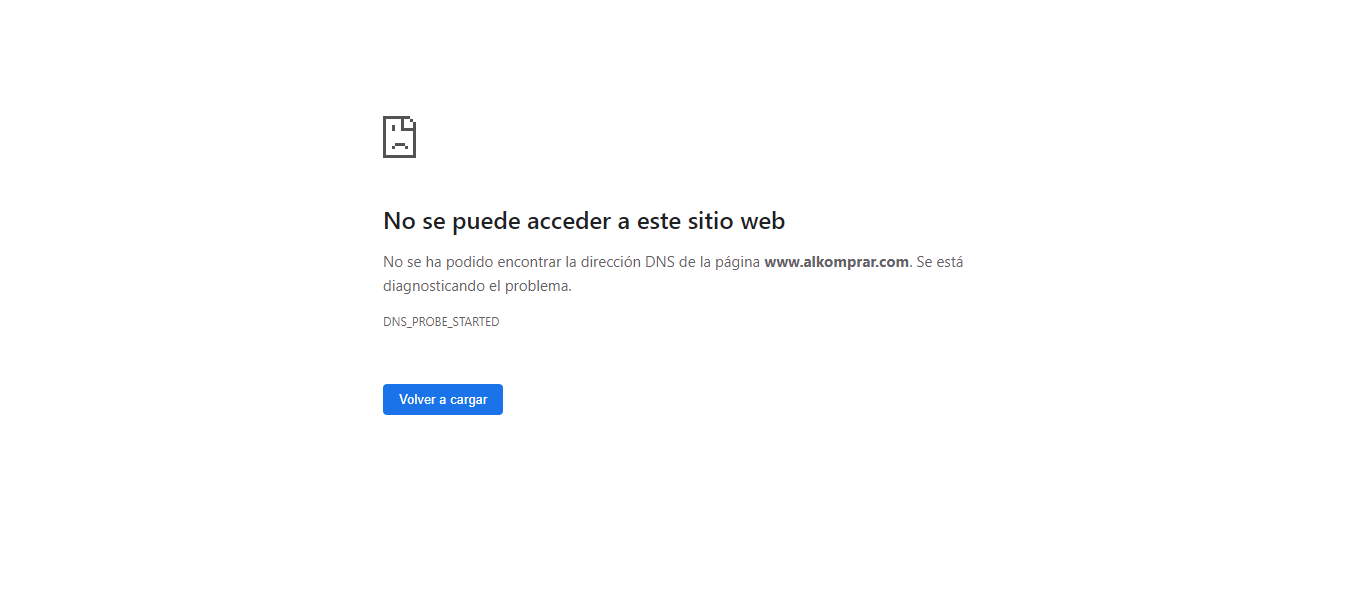 No se puede acceder a este sitio web
No se ha podido encontrar la dirección DNS de la página www.alkomprar.com. Se está
diagnosticando el problema.
DNS_PROBE_STARTED
Volver a cargar